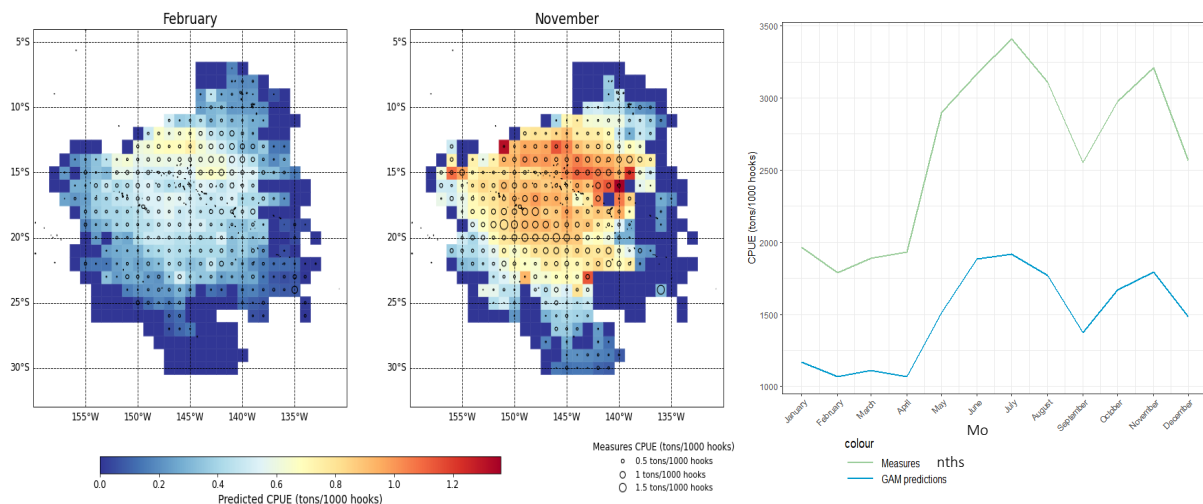 February
November
5°S
10°S
15°S
20°S
25°S
30°S
155°W
150°W
145°W
140°W
135°W
5°S
10°S
15°S
20°S
25°S
30°S
155°W
150°W
145°W
140°W
135°W
0.0
0.2
0.4
0.6
0.8
1.0
1.2
Predicted CPUE (tons/1000 hooks)
Measures CPUE (tons/1000 hooks)
0.5 tons/1000 hooks
1 tons/1000 hooks
1.5 tons/1000 hooks
CPUE (tons/1000 hooks)
3500
3000
2500
2000
1500
1000
January
February
March
April
May
June
July
August
September
October
November
December
Mo
colour
Measures nths
GAM predictions